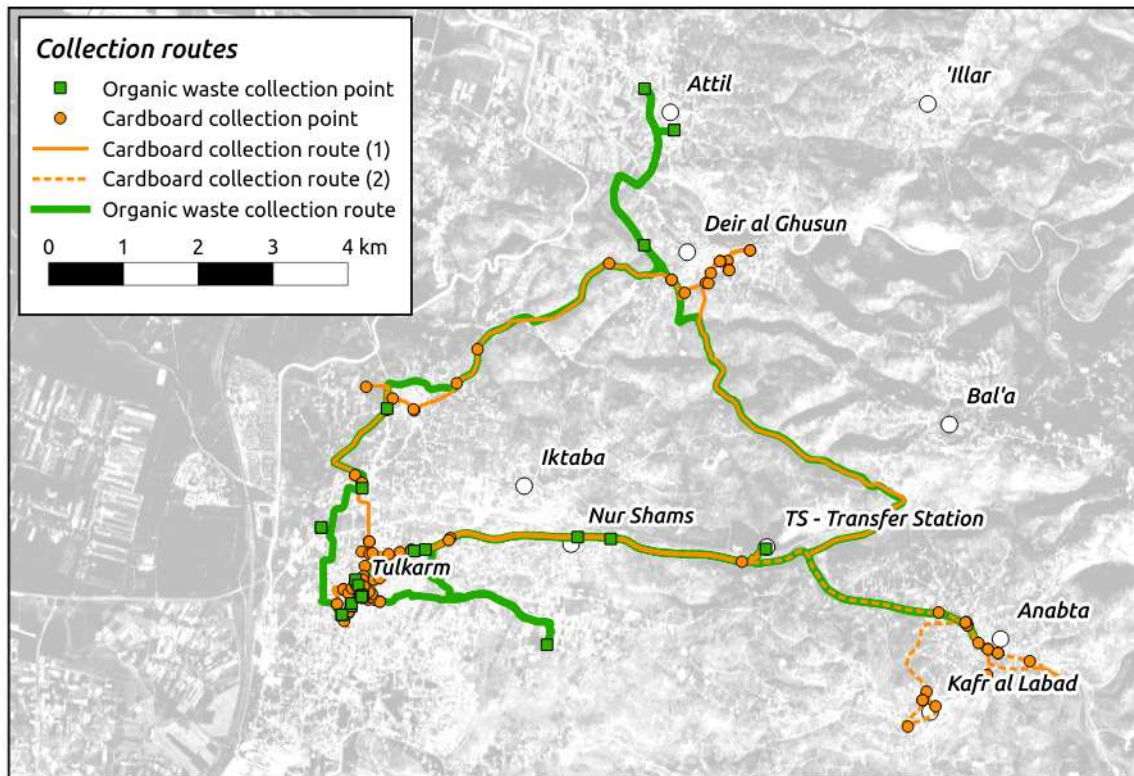 Collection routes
Organic waste collection point
Cardboard collection point
Cardboard collection route (1)
Cardboard collection route (2)
Organic waste collection route
0 1 2 3 4 km
Attil
'Illar
Deir al Ghusun
Bal'a
Iktaba
Nur Shams
TS - Transfer Station
Tulkarm
Anabta
Kafr al Labad